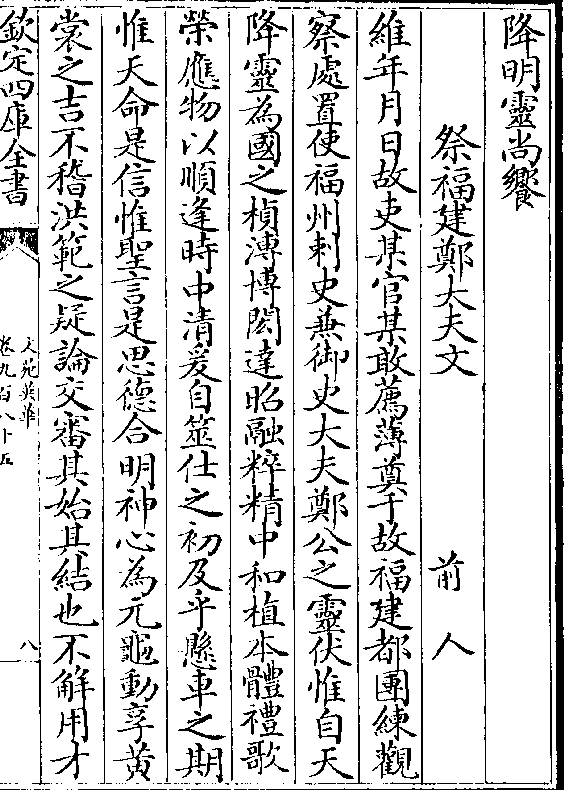 降明靈尚饗
祭福建鄭大夫文 前人
維年月日故吏某官某敢薦薄奠于故福建都團練觀
察處置使福州刺史兼御史大夫鄭公之靈伏惟自天
降靈為國之楨溥博閎達昭融粹精中和植本體禮歌
榮應物以順逢時中清爰自筮仕之初及乎懸車之期
惟天命是信惟聖言是思德合明神心為元龜動孚黄
裳之吉不稽洪範之疑論交審其始其結也不解用才
欽定四庫全書
文苑英華
卷九百八十五
八